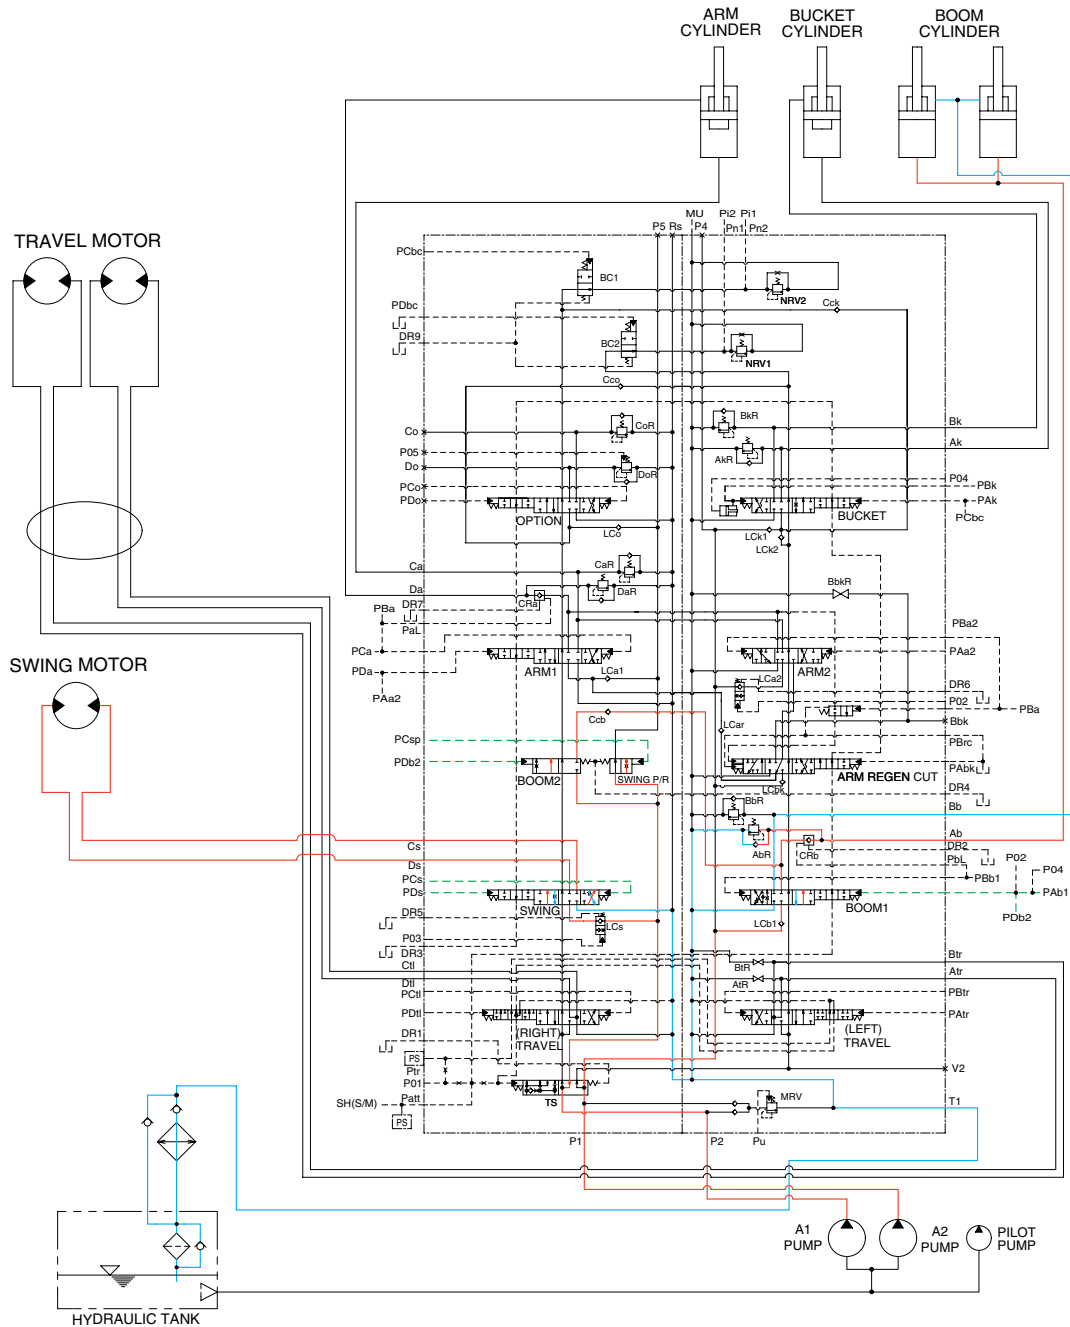 ARM
CYLINDER
BUCKET
CYLINDER
BOOM
CYLINDER
TRAVEL MOTOR
SWING MOTOR
MU
Pi2
Pi1
P5
Rs
P4
Pn1
Pn2
PCbc
BC1
NRV2
Cck
PDbc
DR9
BC2
NRV1
Cco
Co
CoR
BkR
Bk
P05
Do
DoR
AkR
Ak
PCo
PDo
OPTION
P04
PBk
PAk
BUCKET
PCbc
LCo
LCk1
LCk2
Ca
CaR
DaR
Da
CRa
DR7
PBa
PaL
BbkR
PBa2
PCa
PAa2
PDa
PAa2
ARM1
ARM2
LCa1
LCa2
DR6
P02
PBa
LCar
Ccb
Bbk
PCsp
PDb2
BOOM2
SWING P/R
PBrc
PAbk
ARM REGEN CUT
LCbk
DR4
BbR
Bb
AbR
CRb
Ab
DR2
PbL
P02
P04
Cs
Ds
PCs
PDs
SWING
PBb1
PAb1
BOOM1
PDb2
DR5
LCs
LCb1
P03
DR3
Ctl
BtR
Btr
AtR
Atr
Dtl
PCtl
PBtr
PDtl
PAtr
(RIGHT)
TRAVEL
(LEFT)
TRAVEL
DR1
PS
Ptr
P01
V2
Patt
TS
MRV
T1
SH(S/M)
PS
P1
P2
Pu
A1
PUMP
A2
PUMP
PILOT
PUMP
HYDRAULIC TANK